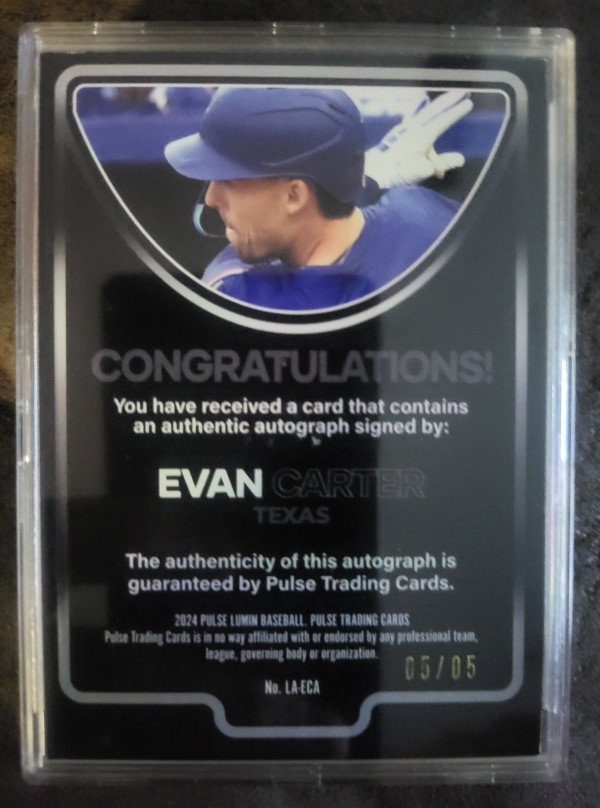 CONGRATULATIONS!
You have received a card that contains
an authentic autograph signed by:
EVAN CARTER
TEXAS
The authenticity of this autograph is
guaranteed by Pulse Trading Cards.
2024 PULSE LUMIN BASEBALL. PULSE TRADING CARDS
Pulse Trading Cards is in no way affiliated with or endorsed by any professional team,
league, governing body or organization.
05/05
No. LA-ECA